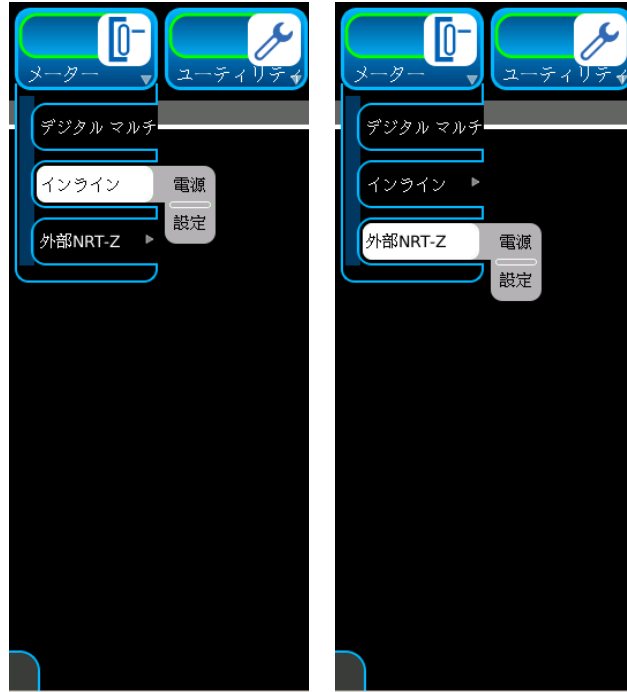 メーター
ユーティリティ
デジタル マルチ
インライン
電源
設定
外部NRT-Z
メーター
ユーティリティ
デジタル マルチ
インライン
外部NRT-Z
電源
設定